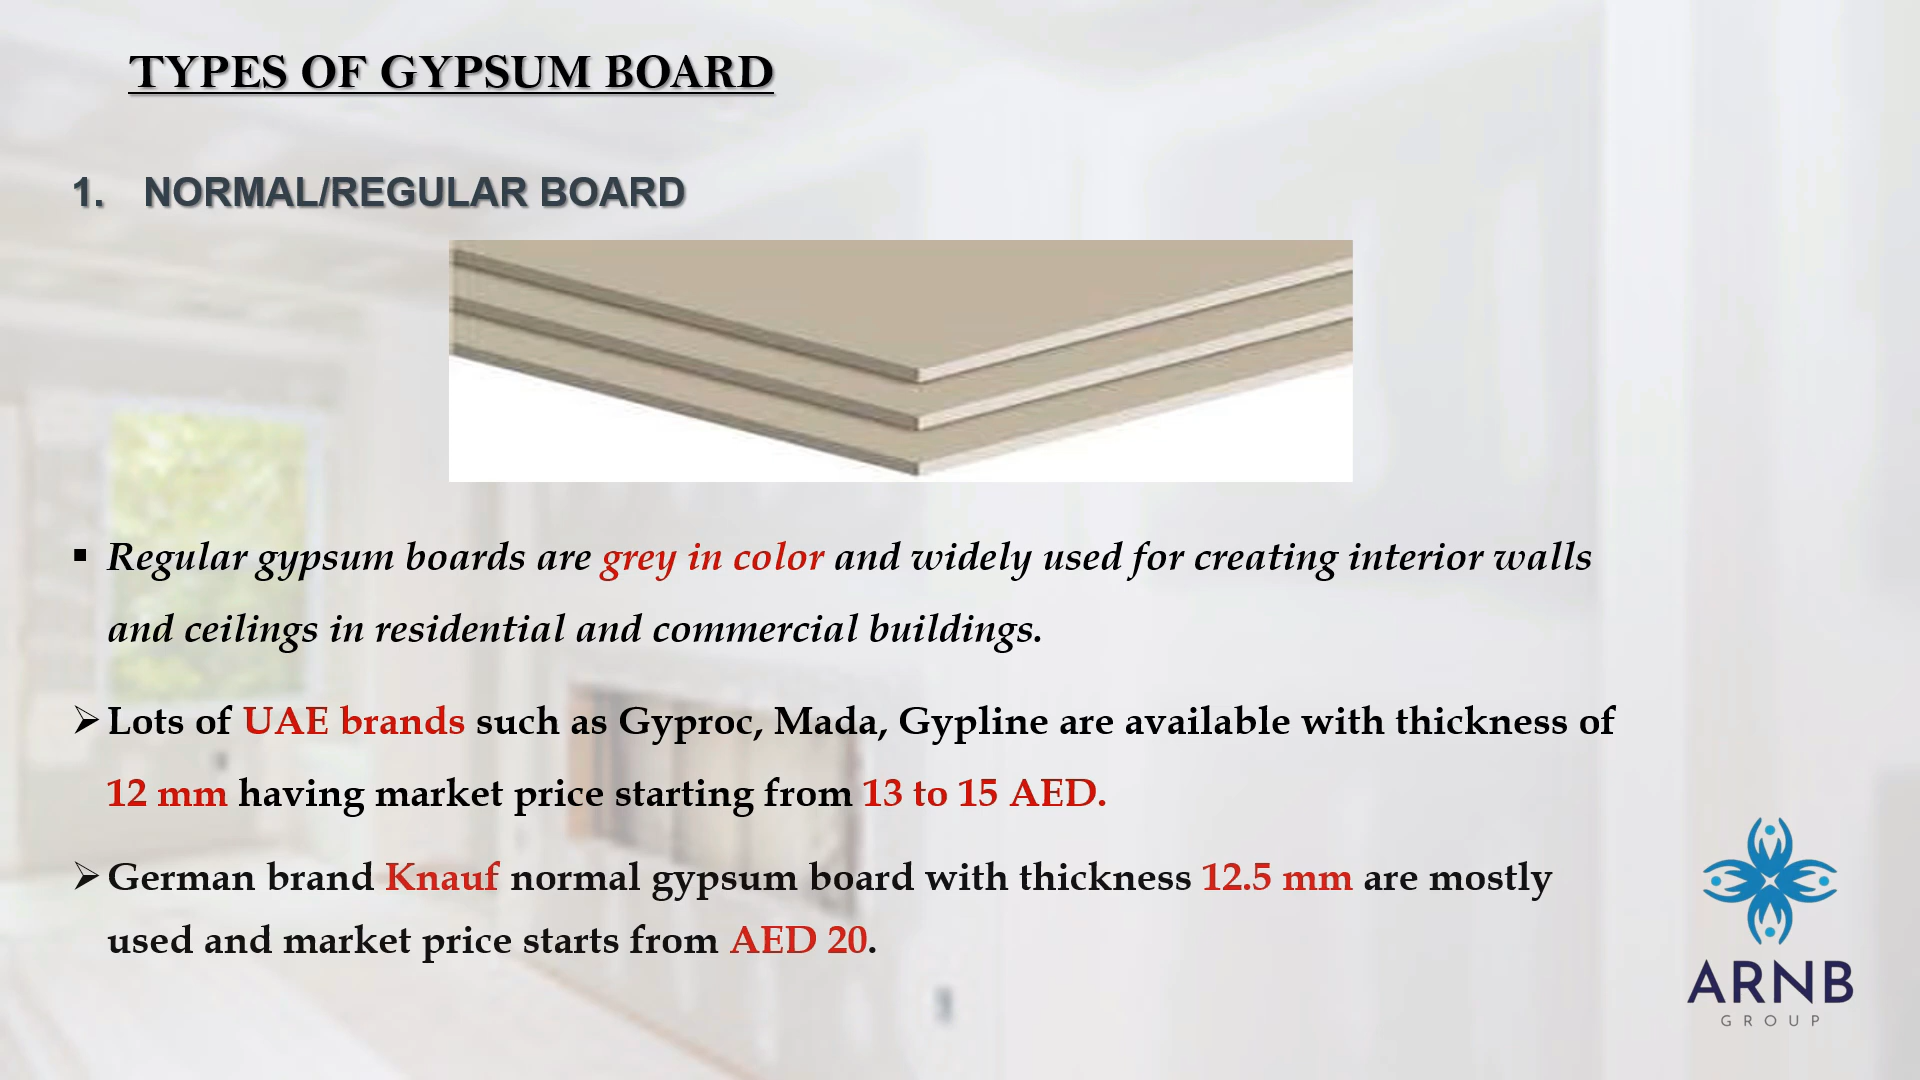 TYPES OF GYPSUM BOARD
1. NORMAL/REGULAR BOARD
▪ Regular gypsum boards are grey in color and widely used for creating interior walls
and ceilings in residential and commercial buildings.
➢ Lots of UAE brands such as Gyproc, Mada, Gypline are available with thickness of
12 mm having market price starting from 13 to 15 AED.
➢ German brand Knauf normal gypsum board with thickness 12.5 mm are mostly
used and market price starts from AED 20.
ARNB
GROUP